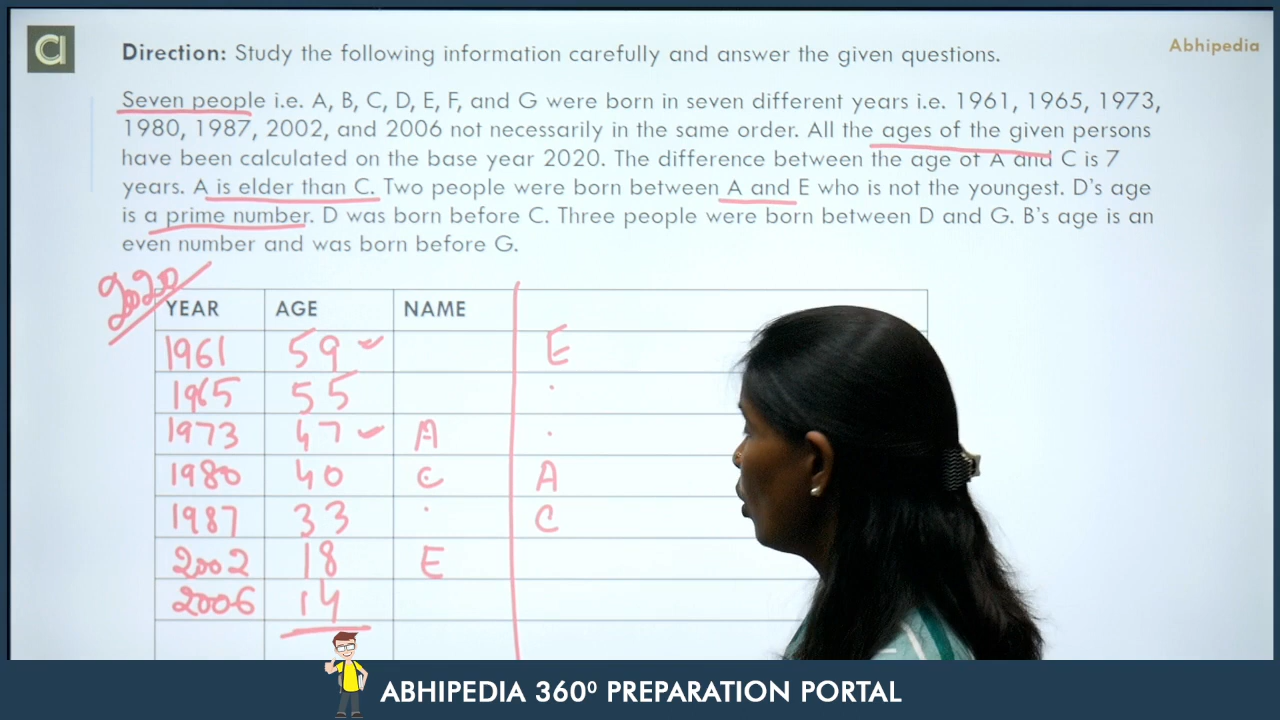 Abhipedia
Direction: Study the following information carefully and answer the given questions.
Seven people i.e. A, B, C, D, E, F, and G were born in seven different years i.e. 1961, 1965, 1973,
1980, 1987, 2002, and 2006 not necessarily in the same order. All the ages of the given persons
have been calculated on the base year 2020. The difference between the age of A and C is 7
years. A is elder than C. Two people were born between A and E who is not the youngest. D's age
is a prime number. D was born before C. Three people were born between D and G. B's age is an
even number and was born before G.
2020
YEAR AGE NAME
1961 59 E
1965 55
1973 47 A
1980 40 C A
1987 33 C
2002 18 E
2006 14
ABHIPEDIA 360⁰ PREPARATION PORTAL